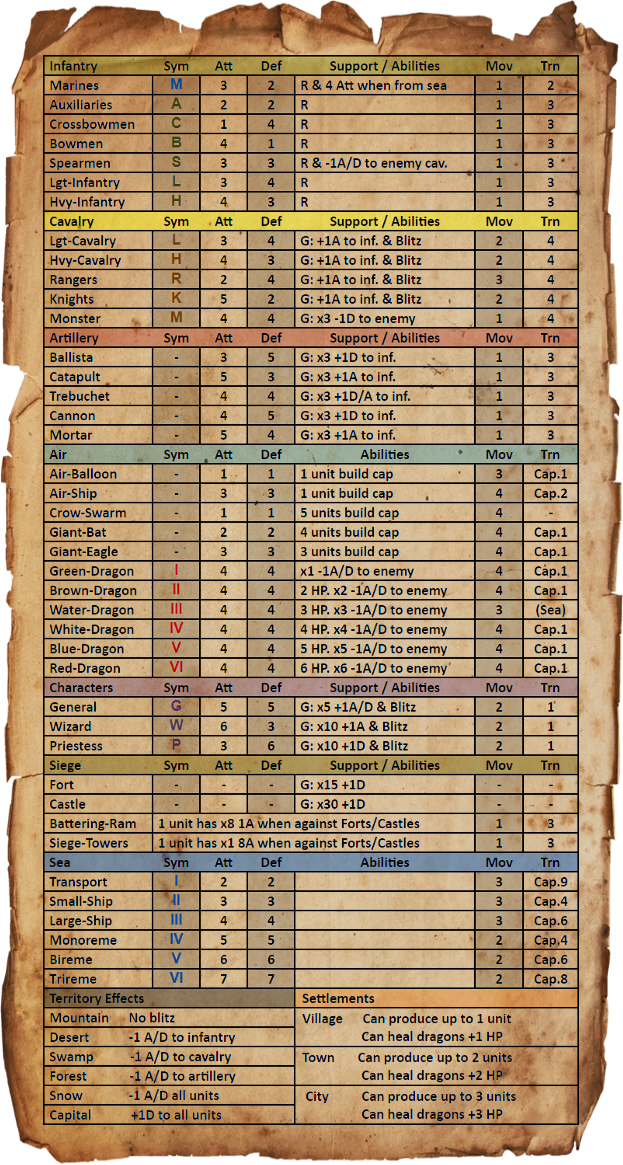 Infantry Sym Att Def Support / Abilities Mov Trn
Marines M 3 2 R & 4 Att when from sea 1 2
Auxiliaries A 2 2 R 1 3
Crossbowmen C 1 4 R 1 3
Bowmen B 4 1 R 1 3
Spearmen S 3 3 R & -1A/D to enemy cav. 1 3
Lgt-Infantry L 3 4 R 1 3
Hvy-Infantry H 4 3 R 1 3
Cavalry Sym Att Def Support / Abilities Mov Trn
Lgt-Cavalry L 3 4 G: +1A to inf. & Blitz 2 4
Hvy-Cavalry H 4 3 G: +1A to inf. & Blitz 2 4
Rangers R 2 4 G: +1A to inf. & Blitz 3 4
Knights K 5 2 G: +1A to inf. & Blitz 2 4
Monster M 4 4 G: x3 -1D to enemy 1 4
Artillery Sym Att Def Support / Abilities Mov Trn
Ballista - 3 5 G: x3 +1D to inf. 1 3
Catapult - 5 3 G: x3 +1A to inf. 1 3
Trebuchet - 4 4 G: x3 +1D/A to inf. 1 3
Cannon - 4 5 G: x3 +1D to inf. 1 3
Mortar - 5 4 G: x3 +1A to inf. 1 3
Air Sym Att Def Abilities Mov Trn
Air-Balloon - 1 1 1 unit build cap 3 Cap.1
Air-Ship - 3 3 1 unit build cap 4 Cap.2
Crow-Swarm - 1 1 5 units build cap 4 -
Giant-Bat - 2 2 4 units build cap 4 Cap.1
Giant-Eagle - 3 3 3 units build cap 4 Cap.1
Green-Dragon I 4 4 x1 -1A/D to enemy 4 Cap.1
Brown-Dragon II 4 4 2 HP. x2 -1A/D to enemy 4 Cap.1
Water-Dragon III 4 4 3 HP. x3 -1A/D to enemy 3 (Sea)
White-Dragon IV 4 4 4 HP. x4 -1A/D to enemy 4 Cap.1
Blue-Dragon V 4 4 5 HP. x5 -1A/D to enemy 4 Cap.1
Red-Dragon VI 4 4 6 HP. x6 -1A/D to enemy 4 Cap.1
Characters Sym Att Def Support / Abilities Mov Trn
General G 5 5 G: x5 +1A/D & Blitz 2 1
Wizard W 6 3 G: x10 +1A & Blitz 2 1
Priestess P 3 6 G: x10 +1D & Blitz 2 1
Siege Sym Att Def Support / Abilities Mov Trn
Fort - - - G: x15 +1D - -
Castle - - - G: x30 +1D - -
Battering-Ram 1 unit has x8 1A when against Forts/Castles 1 3
Siege-Towers 1 unit has x1 8A when against Forts/Castles 1 3
Sea Sym Att Def Abilities Mov Trn
Transport I 2 2 3 Cap.9
Small-Ship II 3 3 3 Cap.4
Large-Ship III 4 4 3 Cap.6
Monoreme IV 5 5 2 Cap.4
Bireme V 6 6 2 Cap.6
Trireme VI 7 7 2 Cap.8
Territory Effects Settlements
Mountain No blitz Village Can produce up to 1 unit
Desert -1 A/D to infantry Can heal dragons +1 HP
Swamp -1 A/D to cavalry Town Can produce up to 2 units
Forest -1 A/D to artillery Can heal dragons +2 HP
Snow -1 A/D all units City Can produce up to 3 units
Capital +1D to all units Can heal dragons +3 HP